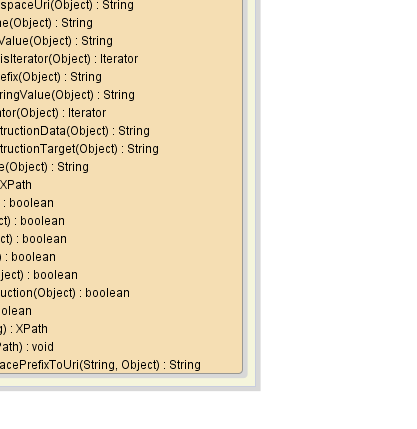 spaceUri(Object) : String
e(Object) : String
Value(Object) : String
isIterator(Object) : Iterator
efix(Object) : String
ringValue(Object) : String
tor(Object) : Iterator
tructionData(Object) : String
tructionTarget(Object) : String
e(Object) : String
XPath
: boolean
ct) : boolean
ct) : boolean
) : boolean
ject) : boolean
uction(Object) : boolean
olean
g) : XPath
Path) : void
acePrefixToUri(String, Object) : String